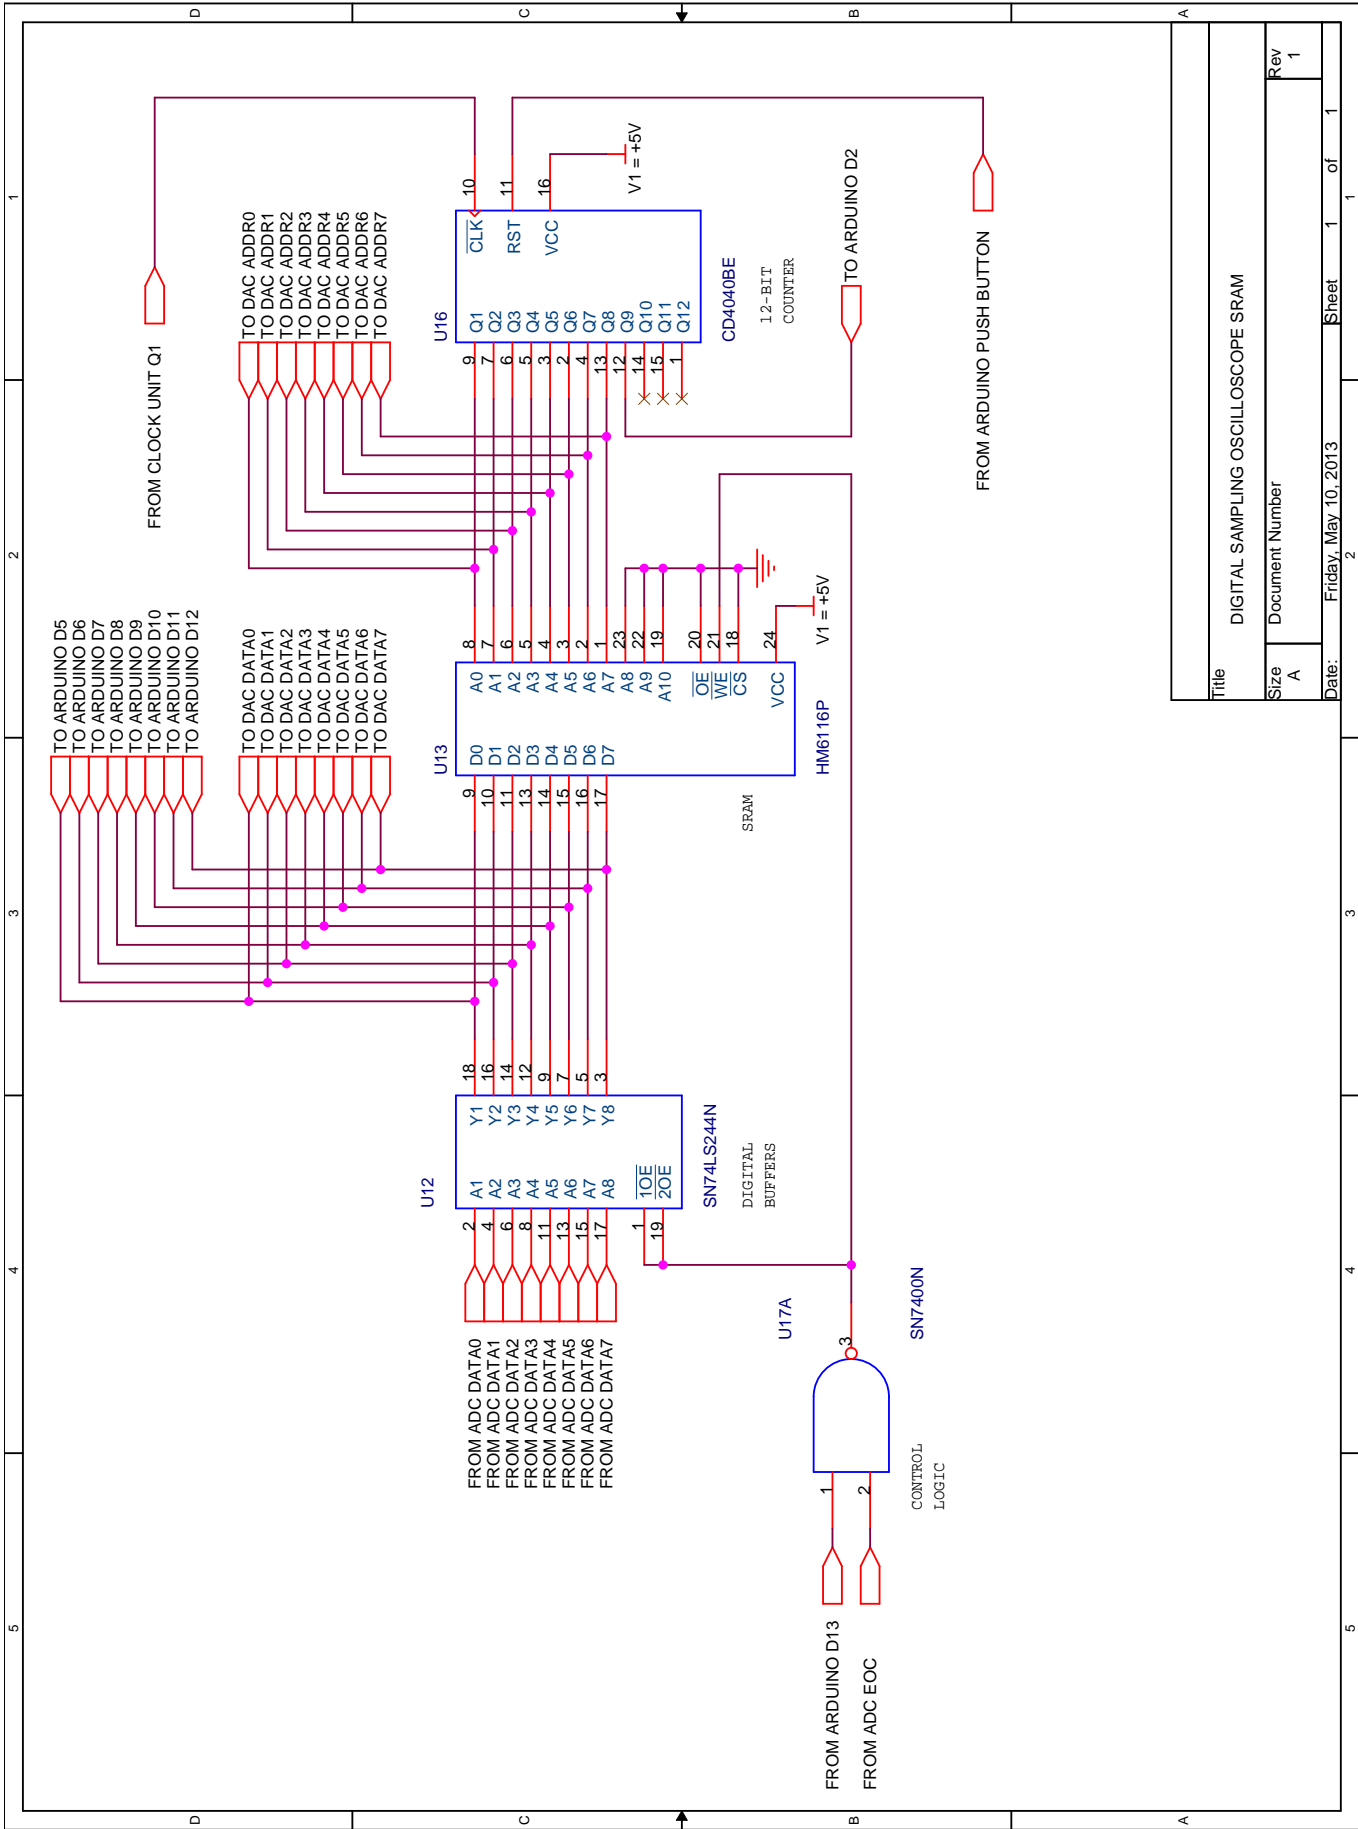 5
4
3
2
1
D
C
B
A
TO ARDUINO D5
TO ARDUINO D6
TO ARDUINO D7
TO ARDUINO D8
TO ARDUINO D9
TO ARDUINO D10
TO ARDUINO D11
TO ARDUINO D12
TO DAC DATA0
TO DAC DATA1
TO DAC DATA2
TO DAC DATA3
TO DAC DATA4
TO DAC DATA5
TO DAC DATA6
TO DAC DATA7
FROM CLOCK UNIT Q1
TO DAC ADDR0
TO DAC ADDR1
TO DAC ADDR2
TO DAC ADDR3
TO DAC ADDR4
TO DAC ADDR5
TO DAC ADDR6
TO DAC ADDR7
FROM ADC DATA0
FROM ADC DATA1
FROM ADC DATA2
FROM ADC DATA3
FROM ADC DATA4
FROM ADC DATA5
FROM ADC DATA6
FROM ADC DATA7
U12
2 A1 Y1 18
4 A2 Y2 16
6 A3 Y3 14
8 A4 Y4 12
11 A5 Y5 9
13 A6 Y6 7
15 A7 Y7 5
17 A8 Y8 3
1 1OE
19 2OE
SN74LS244N
DIGITAL
BUFFERS
U13
9 D0 A0 8
10 D1 A1 7
11 D2 A2 6
13 D3 A3 5
14 D4 A4 4
15 D5 A5 3
16 D6 A6 2
17 D7 A7 1
A8 23
A9 22
A10 19
OE 20
WE 21
CS 18
VCC 24
V1 = +5V
HM6116P
SRAM
U16
9 Q1 CLK 10
7 Q2
6 Q3 RST 11
5 Q4
3 Q5 VCC 16
2 Q6
4 Q7
13 Q8
12 Q9
14 Q10
15 Q11
1 Q12
V1 = +5V
CD4040BE
12-BIT
COUNTER
TO ARDUINO D2
FROM ARDUINO PUSH BUTTON
U17A
1
2
3
SN7400N
CONTROL
LOGIC
FROM ARDUINO D13
FROM ADC EOC
Title
DIGITAL SAMPLING OSCILLOSCOPE SRAM
Size
A
Document Number
Rev
1
Date: Friday, May 10, 2013 Sheet 1 of 1
5
4
3
2
1
D
C
B
A